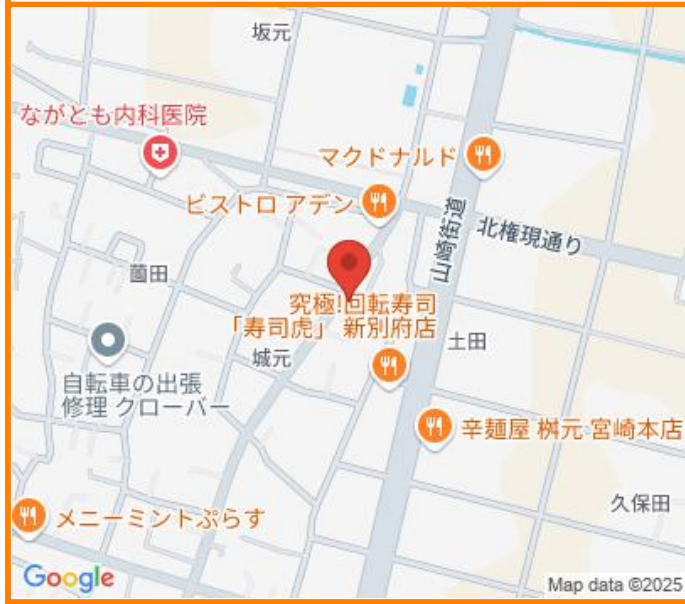 坂元
ながとも内科医院
マクドナルド
ビストロ アデン
山崎街道
北権現通り
薗田
究極!回転寿司
「寿司虎」 新別府店
土田
城元
自転車の出張
修理 クローバー
辛麺屋 桝元 宮崎本店
久保田
メニーミントぷらす
Google
Map data ©2025